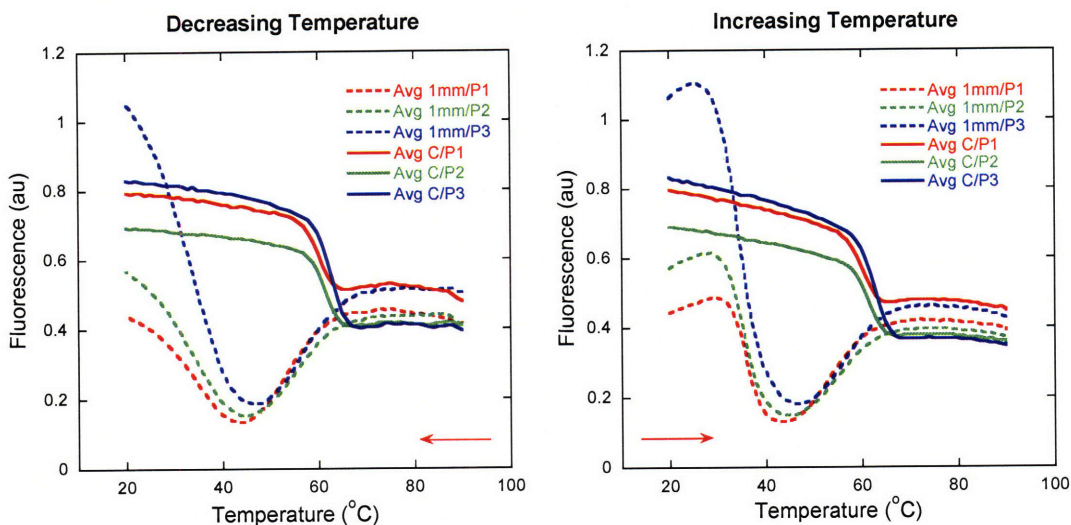 Decreasing Temperature
1.2
1
0.8
0.6
0.4
0.2
0
Fluorescence (au)
Avg 1mm/P1
Avg 1mm/P2
Avg 1mm/P3
Avg C/P1
Avg C/P2
Avg C/P3
20 40 60 80 100
Temperature (°C)
Increasing Temperature
1.2
1
0.8
0.6
0.4
0.2
0
Fluorescence (au)
Avg 1mm/P1
Avg 1mm/P2
Avg 1mm/P3
Avg C/P1
Avg C/P2
Avg C/P3
20 40 60 80 100
Temperature (°C)